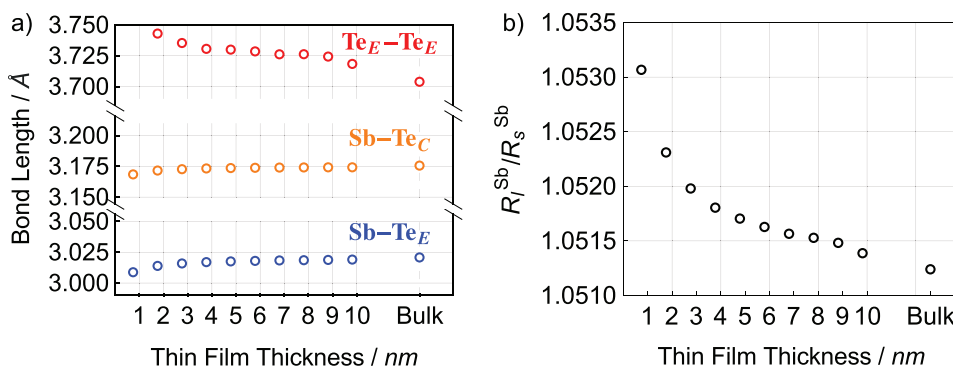 a)
Bond Length / Å
3.750
3.725
3.700
3.200
3.175
3.150
3.050
3.025
3.000
Te_E–Te_E
Sb–Te_C
Sb–Te_E
1 2 3 4 5 6 7 8 9 10 Bulk
Thin Film Thickness / nm
b)
R_l^Sb/R_s^Sb
1.0535
1.0530
1.0525
1.0520
1.0515
1.0510
1 2 3 4 5 6 7 8 9 10 Bulk
Thin Film Thickness / nm